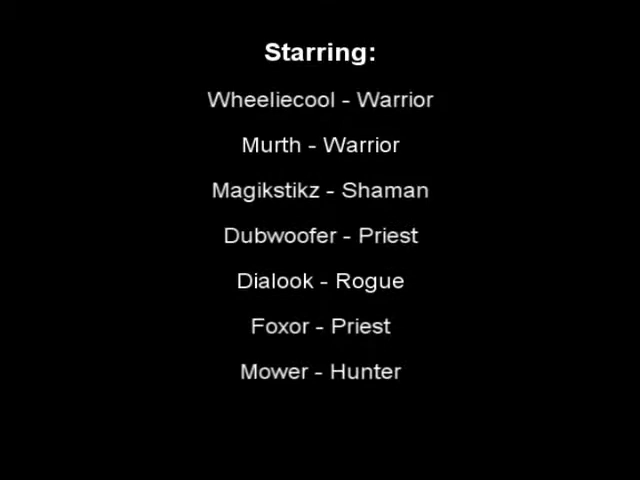 Starring:
Wheeliecool - Warrior
Murth - Warrior
Magikstikz - Shaman
Dubwoofer - Priest
Dialook - Rogue
Foxor - Priest
Mower - Hunter